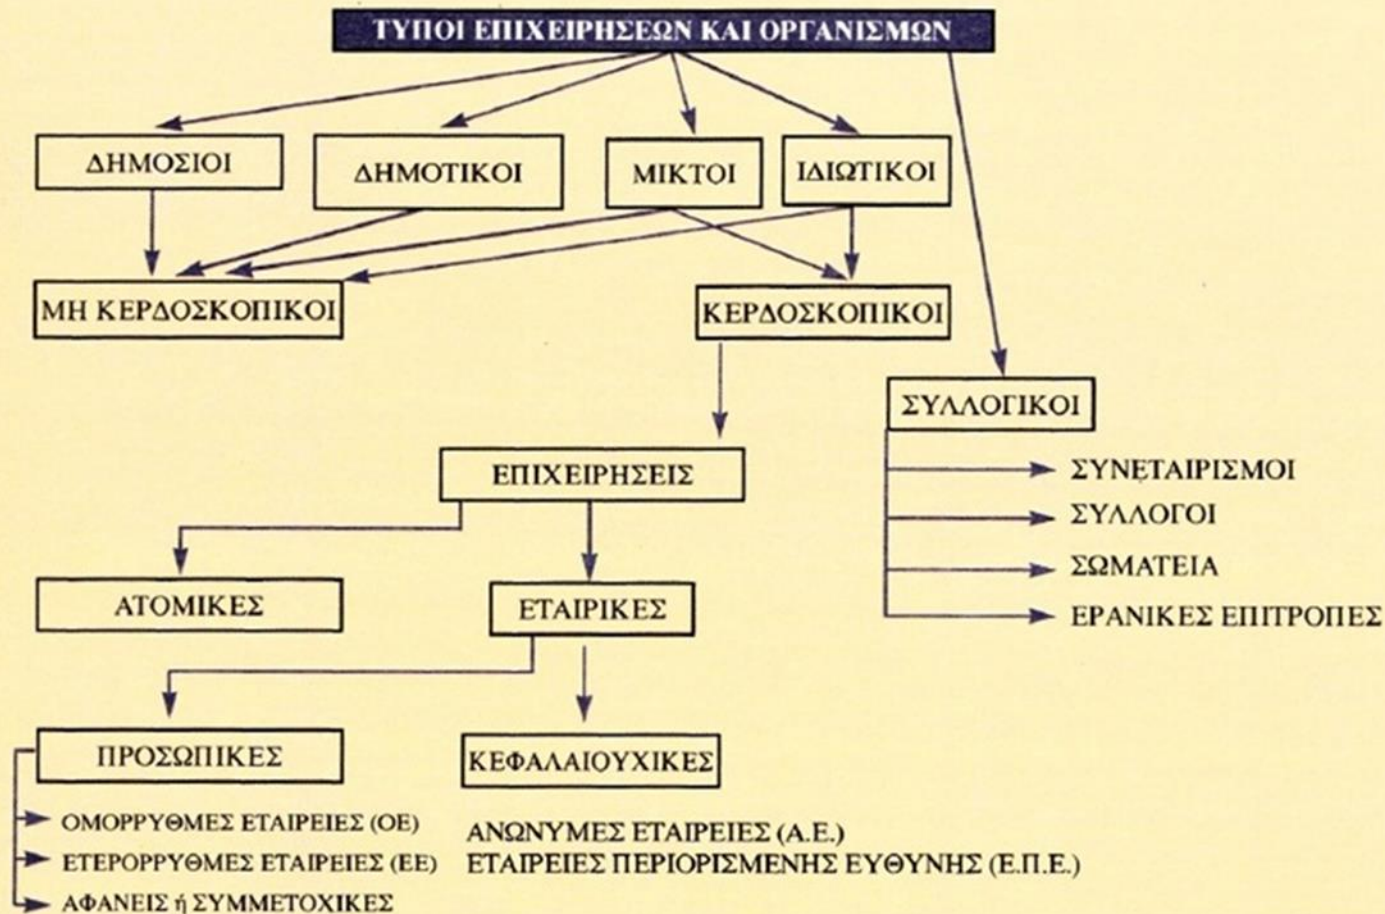 ΤΥΠΟΙ ΕΠΙΧΕΙΡΗΣΕΩΝ ΚΑΙ ΟΡΓΑΝΙΣΜΩΝ
ΔΗΜΟΣΙΟΙ
ΔΗΜΟΤΙΚΟΙ
ΜΙΚΤΟΙ
ΙΔΙΩΤΙΚΟΙ
ΜΗ ΚΕΡΔΟΣΚΟΠΙΚΟΙ
ΚΕΡΔΟΣΚΟΠΙΚΟΙ
ΣΥΛΛΟΓΙΚΟΙ
ΣΥΝΕΤΑΙΡΙΣΜΟΙ
ΣΥΛΛΟΓΟΙ
ΣΩΜΑΤΕΙΑ
ΕΡΑΝΙΚΕΣ ΕΠΙΤΡΟΠΕΣ
ΕΠΙΧΕΙΡΗΣΕΙΣ
ΑΤΟΜΙΚΕΣ
ΕΤΑΙΡΙΚΕΣ
ΠΡΟΣΩΠΙΚΕΣ
ΚΕΦΑΛΑΙΟΥΧΙΚΕΣ
ΟΜΟΡΡΥΘΜΕΣ ΕΤΑΙΡΕΙΕΣ (ΟΕ)
ΕΤΕΡΟΡΡΥΘΜΕΣ ΕΤΑΙΡΕΙΕΣ (ΕΕ)
ΑΦΑΝΕΙΣ ή ΣΥΜΜΕΤΟΧΙΚΕΣ
ΑΝΩΝΥΜΕΣ ΕΤΑΙΡΕΙΕΣ (Α.Ε.)
ΕΤΑΙΡΕΙΕΣ ΠΕΡΙΟΡΙΣΜΕΝΗΣ ΕΥΘΥΝΗΣ (Ε.Π.Ε.)